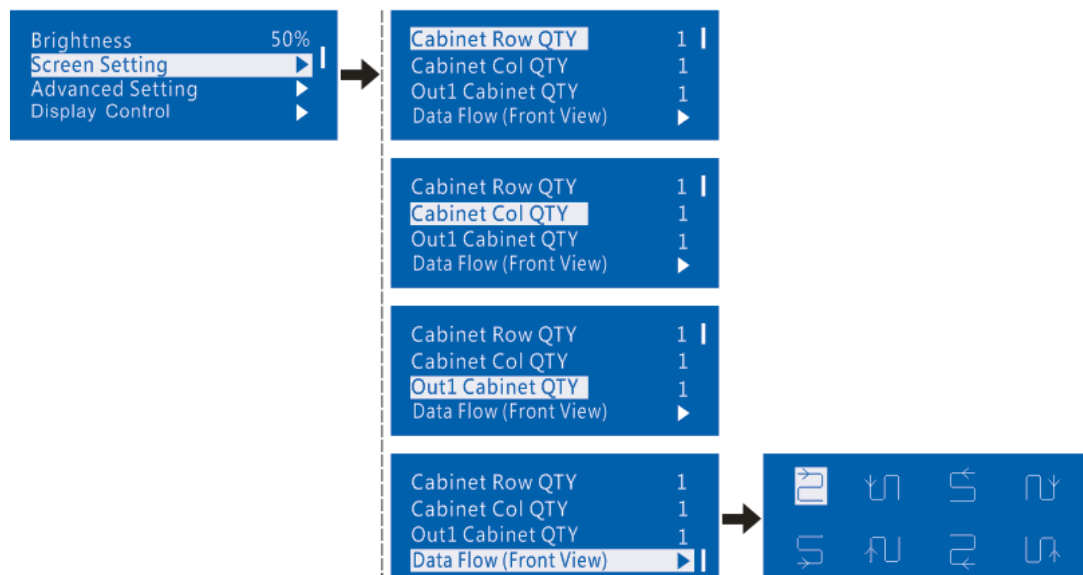 Brightness 50%
Screen Setting
Advanced Setting
Display Control
Cabinet Row QTY 1
Cabinet Col QTY 1
Out1 Cabinet QTY 1
Data Flow (Front View)
Cabinet Row QTY 1
Cabinet Col QTY 1
Out1 Cabinet QTY 1
Data Flow (Front View)
Cabinet Row QTY 1
Cabinet Col QTY 1
Out1 Cabinet QTY 1
Data Flow (Front View)
Cabinet Row QTY 1
Cabinet Col QTY 1
Out1 Cabinet QTY 1
Data Flow (Front View)